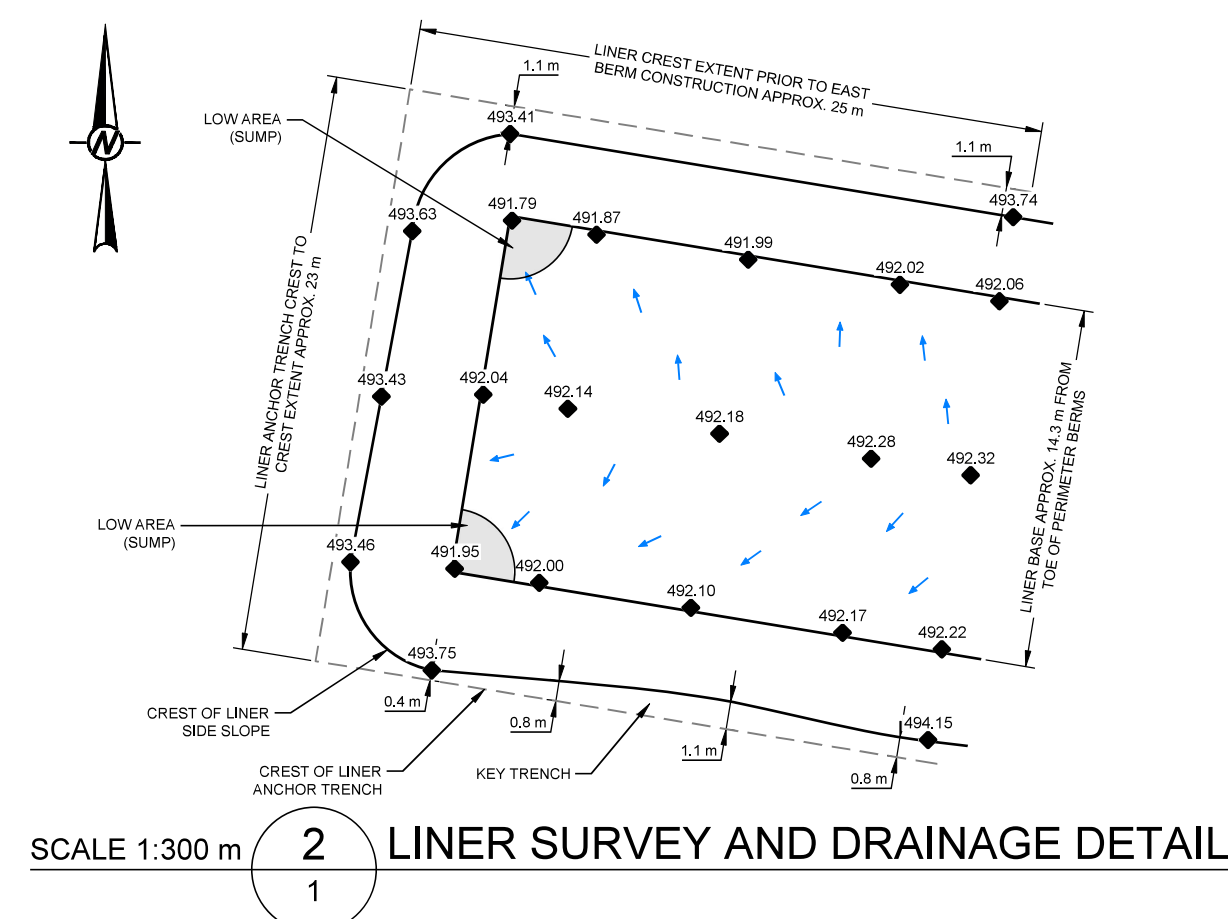 LINER CREST EXTENT PRIOR TO EAST
BERM CONSTRUCTION APPROX. 25 m
1.1 m
LOW AREA
(SUMP)
493.41
N
1.1 m
493.74
493.63
491.79
491.87
491.99
492.02
492.06
LINER ANCHOR TRENCH CREST TO
CREST EXTENT APPROX. 23 m
493.43
492.04
492.14
492.18
492.28
492.32
LINER BASE APPROX. 14.3 m FROM
TOE OF PERIMETER BERMS
LOW AREA
(SUMP)
493.46
491.95
492.00
492.10
492.17
492.22
493.75
0.4 m
0.8 m
1.1 m
494.15
0.8 m
CREST OF LINER
SIDE SLOPE
CREST OF LINER
ANCHOR TRENCH
KEY TRENCH
SCALE 1:300 m
2
1
LINER SURVEY AND DRAINAGE DETAIL